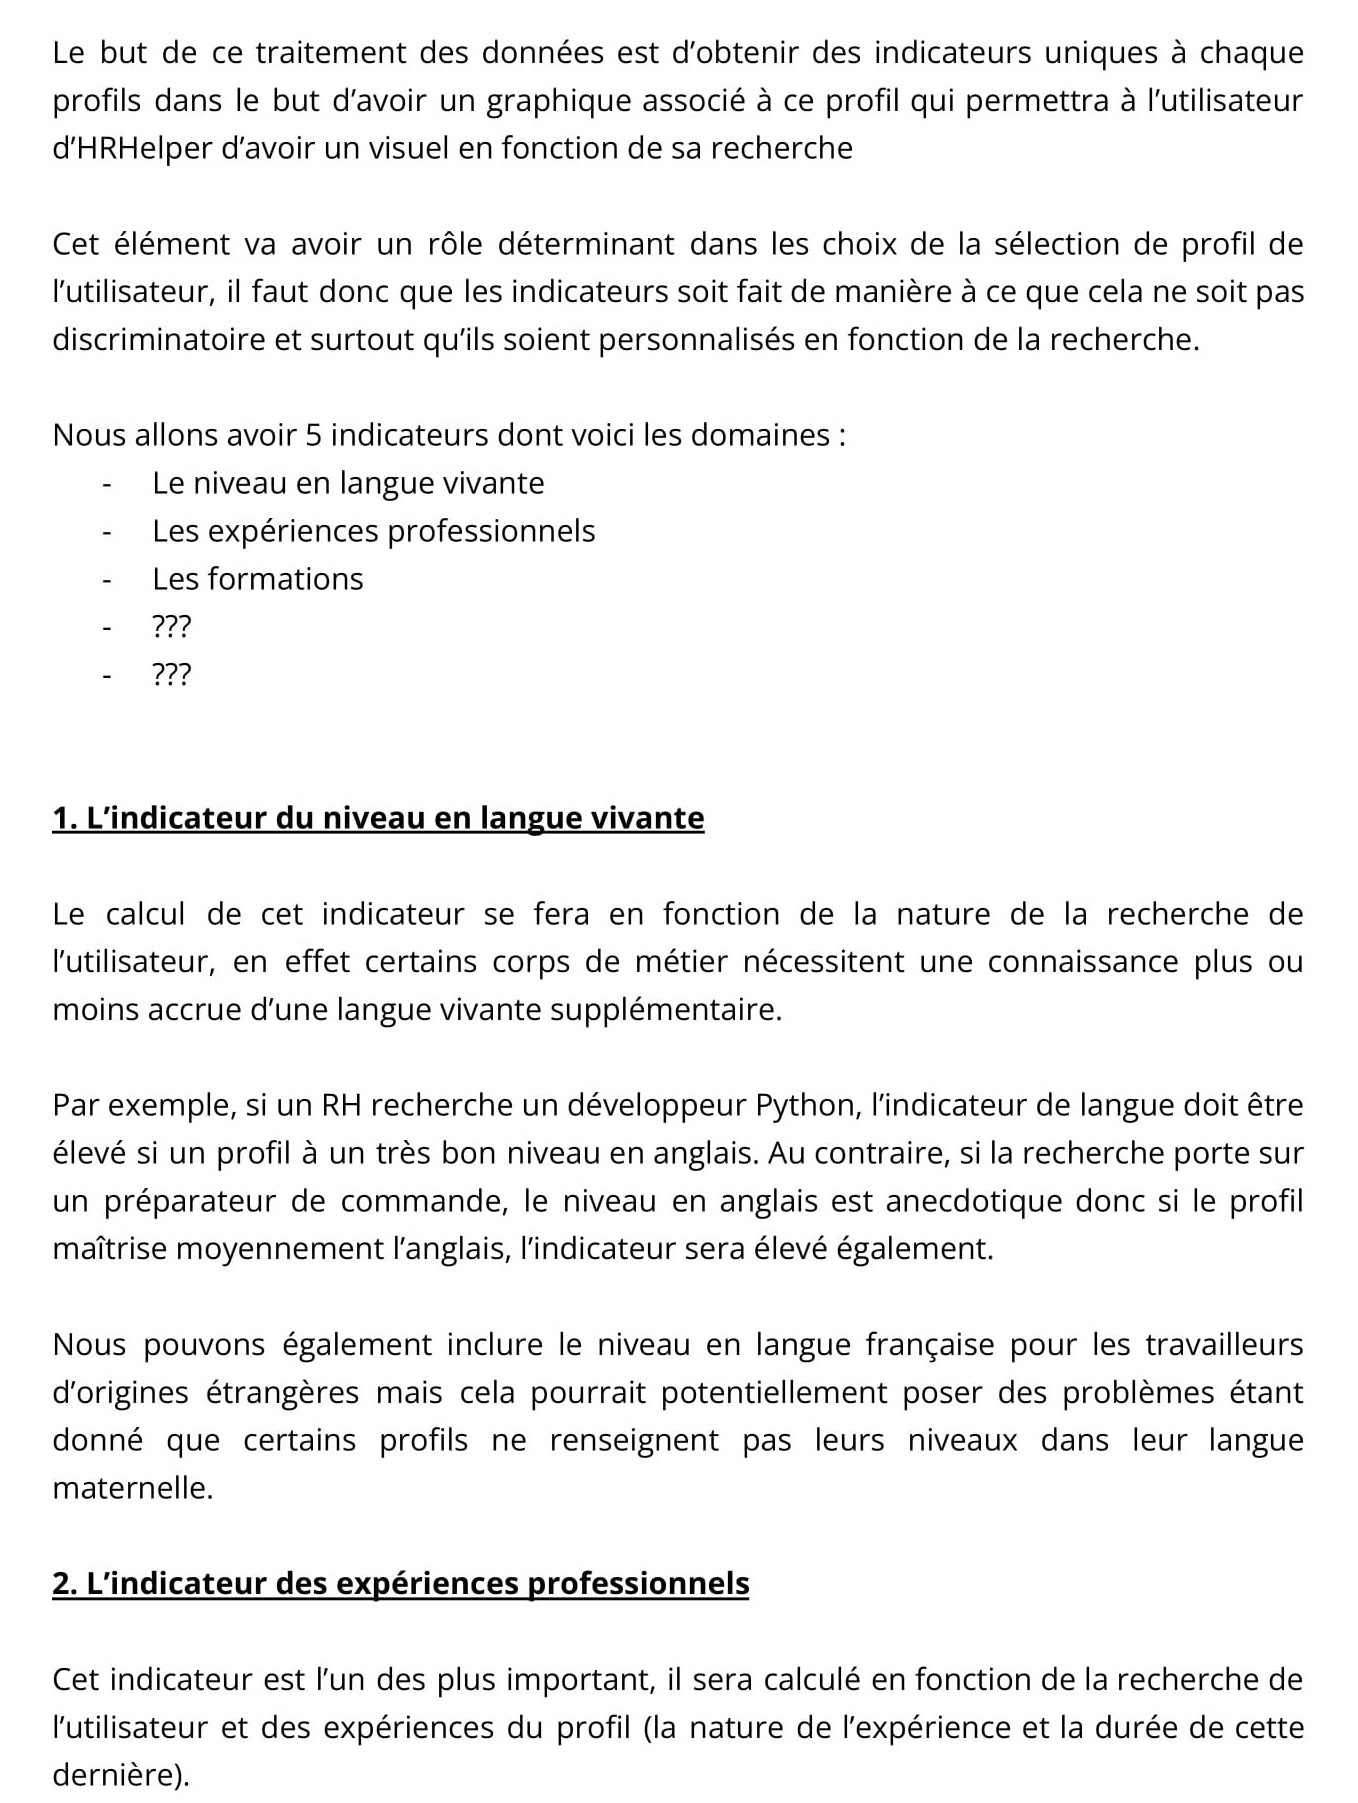 Le but de ce traitement des données est d’obtenir des indicateurs uniques à chaque
profils dans le but d’avoir un graphique associé à ce profil qui permettra à l’utilisateur
d’HRHelper d’avoir un visuel en fonction de sa recherche
Cet élément va avoir un rôle déterminant dans les choix de la sélection de profil de
l’utilisateur, il faut donc que les indicateurs soit fait de manière à ce que cela ne soit pas
discriminatoire et surtout qu’ils soient personnalisés en fonction de la recherche.
Nous allons avoir 5 indicateurs dont voici les domaines :
- Le niveau en langue vivante
- Les expériences professionnels
- Les formations
- ???
- ???
1. L’indicateur du niveau en langue vivante
Le calcul de cet indicateur se fera en fonction de la nature de la recherche de
l’utilisateur, en effet certains corps de métier nécessitent une connaissance plus ou
moins accrue d’une langue vivante supplémentaire.
Par exemple, si un RH recherche un développeur Python, l’indicateur de langue doit être
élevé si un profil à un très bon niveau en anglais. Au contraire, si la recherche porte sur
un préparateur de commande, le niveau en anglais est anecdotique donc si le profil
maîtrise moyennement l’anglais, l’indicateur sera élevé également.
Nous pouvons également inclure le niveau en langue française pour les travailleurs
d’origines étrangères mais cela pourrait potentiellement poser des problèmes étant
donné que certains profils ne renseignent pas leurs niveaux dans leur langue
maternelle.
2. L’indicateur des expériences professionnels
Cet indicateur est l’un des plus important, il sera calculé en fonction de la recherche de
l’utilisateur et des expériences du profil (la nature de l’expérience et la durée de cette
dernière).